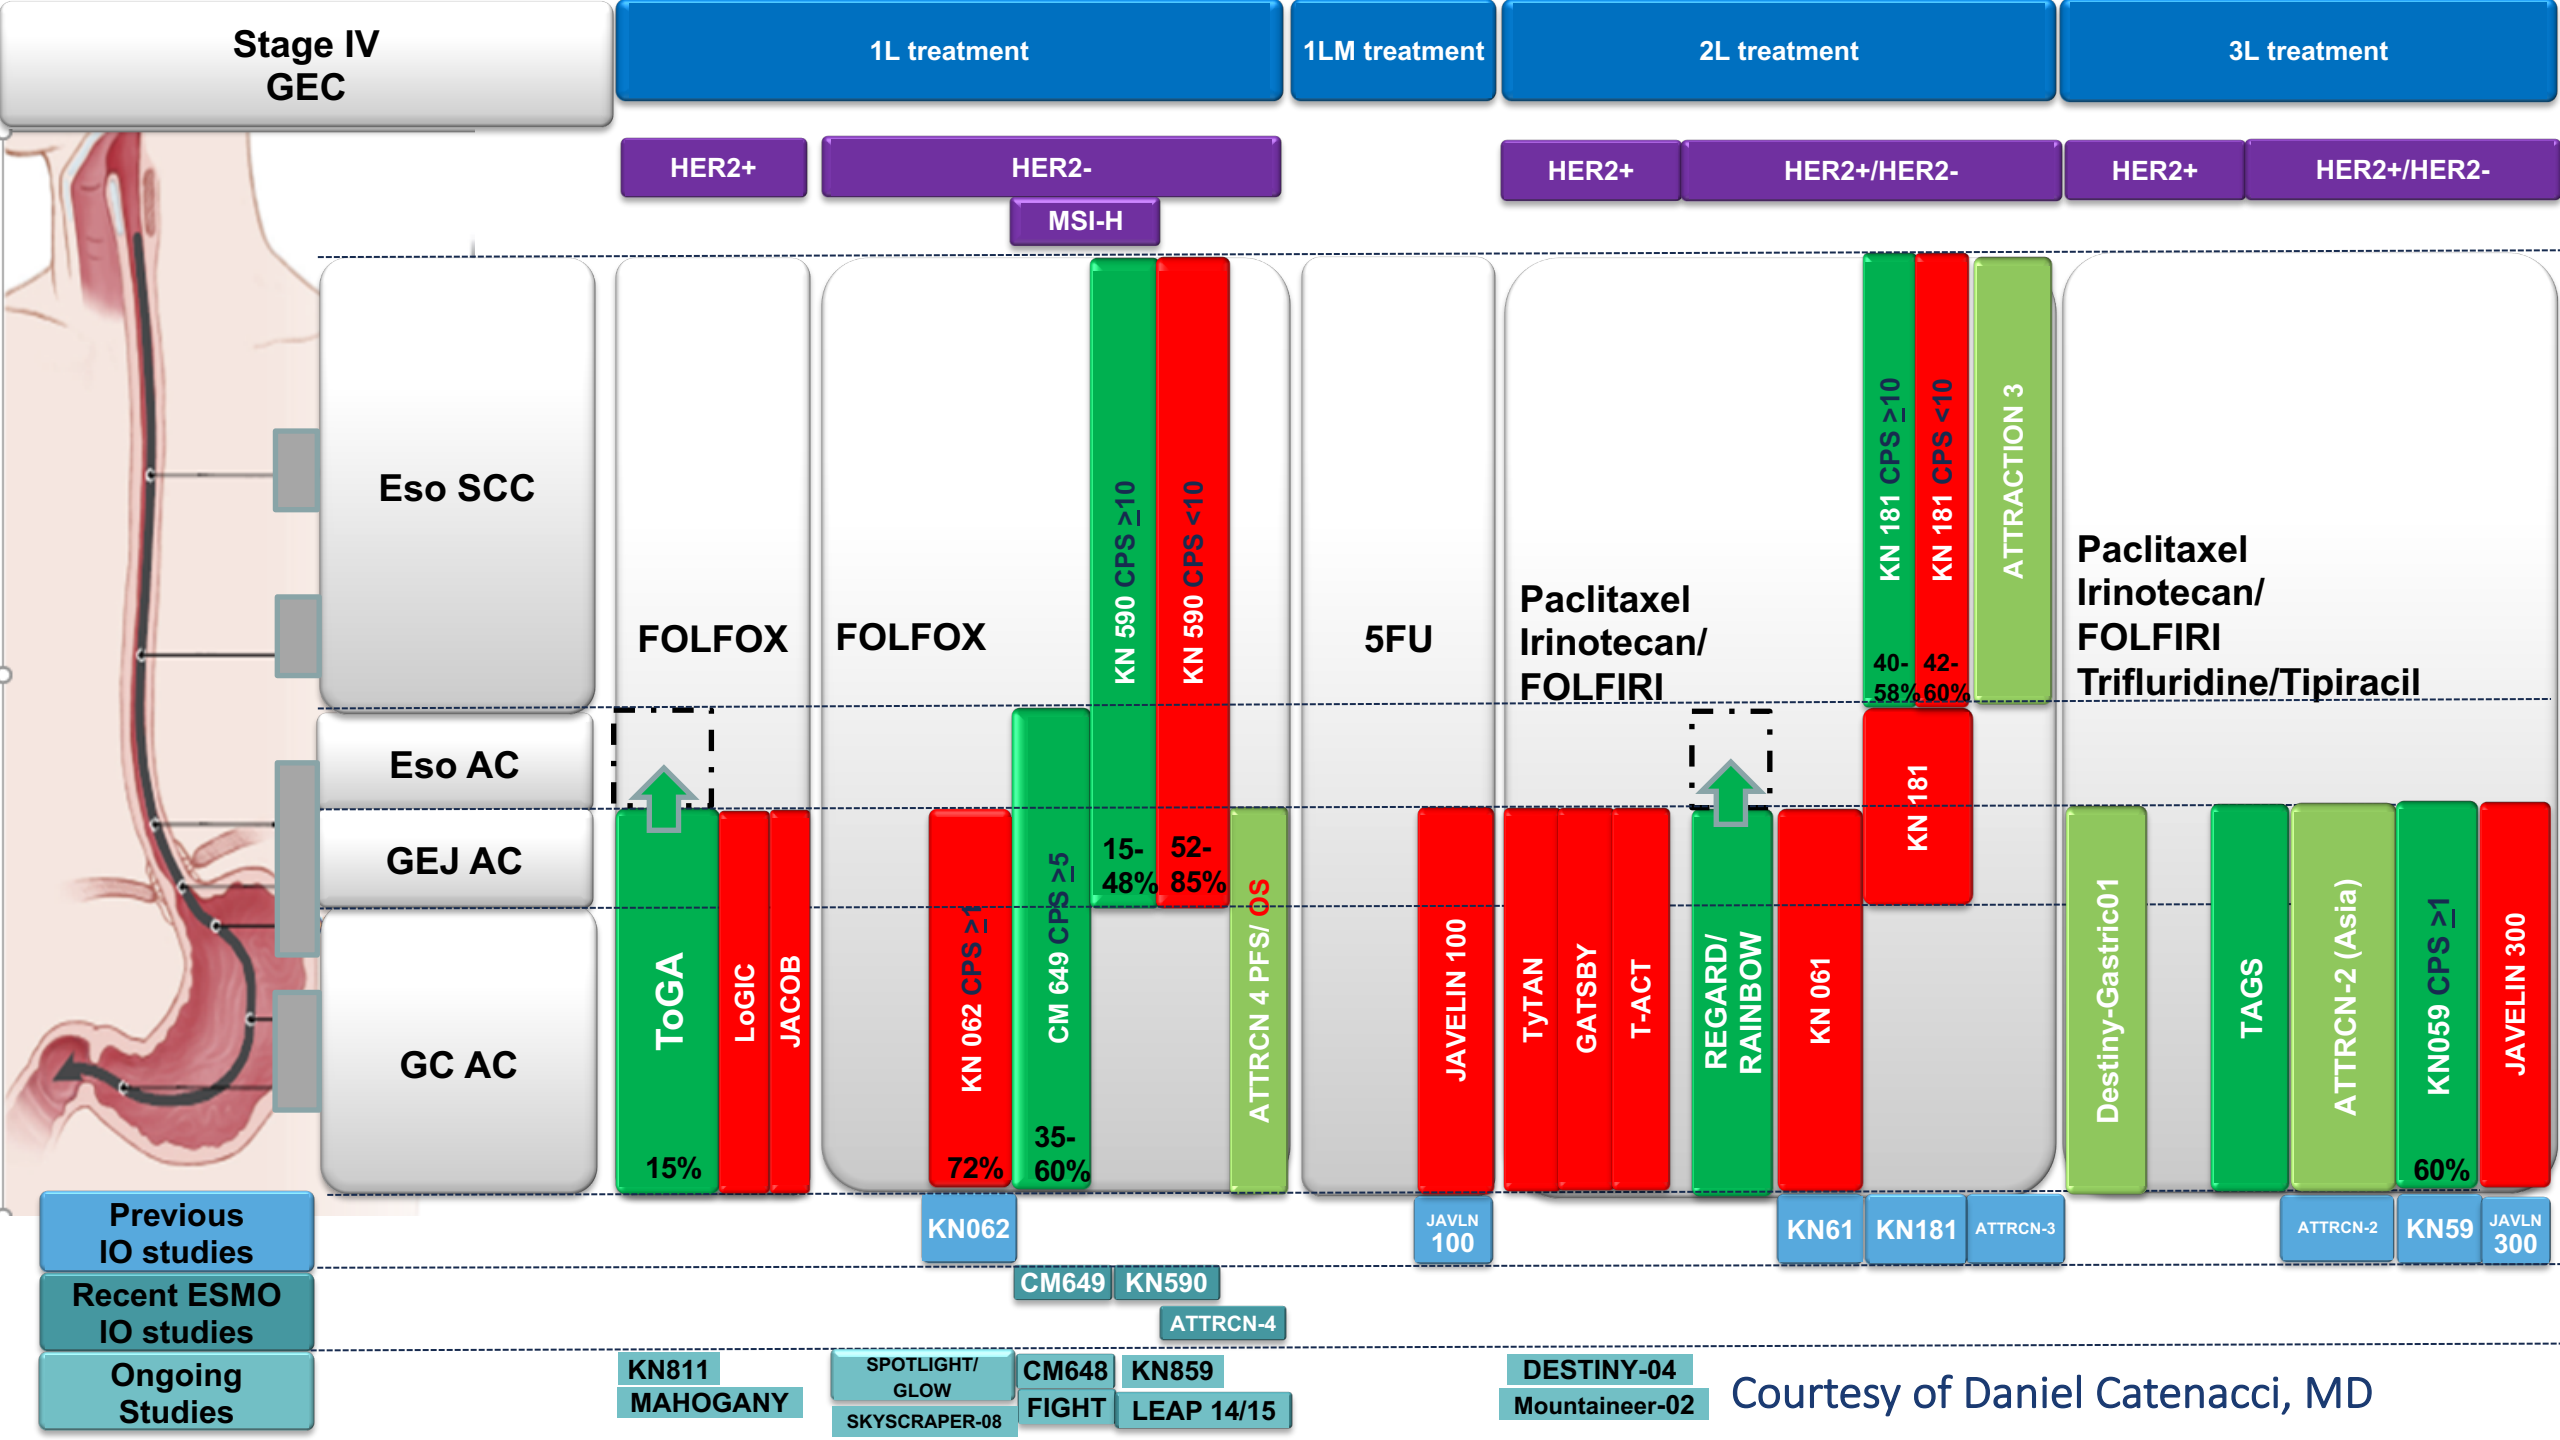 Stage IV
GEC
1L treatment
1LM treatment
2L treatment
3L treatment
HER2+
HER2-
HER2+
HER2+/HER2-
HER2+
HER2+/HER2-
MSI-H
Eso SCC
Eso AC
GEJ AC
GC AC
FOLFOX
ToGA
15%
LoGIC
JACOB
FOLFOX
KN 062 CPS ≥1
72%
CM 649 CPS ≥5
35-
60%
KN 590 CPS ≥10
15-
48%
KN 590 CPS <10
52-
85%
ATTRCN 4 PFS/ OS
5FU
JAVELIN 100
Paclitaxel
Irinotecan/
FOLFIRI
TyTAN
GATSBY
T-ACT
REGARD/
RAINBOW
KN 061
KN 181 CPS ≥10
40-
58%
KN 181 CPS <10
42-
60%
KN 181
ATTRACTION 3
Paclitaxel
Irinotecan/
FOLFIRI
Trifluridine/Tipiracil
Destiny-Gastric01
TAGS
ATTRCN-2 (Asia)
KN059 CPS ≥1
60%
JAVELIN 300
Previous
IO studies
KN062
JAVLN
100
KN61
KN181
ATTRCN-3
ATTRCN-2
KN59
JAVLN
300
Recent ESMO
IO studies
CM649
KN590
ATTRCN-4
Ongoing
Studies
KN811
MAHOGANY
SPOTLIGHT/
GLOW
SKYSCRAPER-08
CM648
FIGHT
KN859
LEAP 14/15
DESTINY-04
Mountaineer-02
Courtesy of Daniel Catenacci, MD